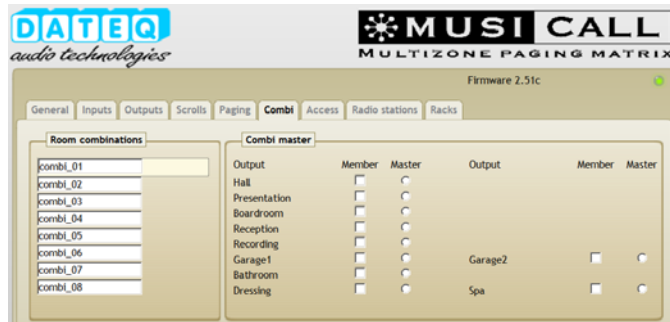 DATEQ
audio technologies
MUSICALL
MULTIZONE PAGING MATRIX
Firmware 2.51c
General Inputs Outputs Scrolls Paging Combi Access Radio stations Racks
Room combinations
combi_01
combi_02
combi_03
combi_04
combi_05
combi_06
combi_07
combi_08
Combi master
Output Member Master Output Member Master
Hall
Presentation
Boardroom
Reception
Recording
Garage1 Garage2
Bathroom
Dressing Spa